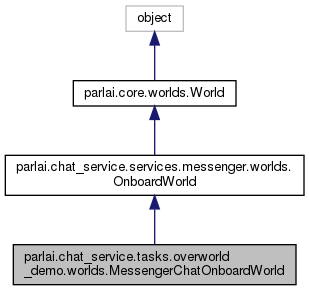 object
parlai.core.worlds.World
parlai.chat_service.services.messenger.worlds.
OnboardWorld
parlai.chat_service.tasks.overworld
_demo.worlds.MessengerChatOnboardWorld